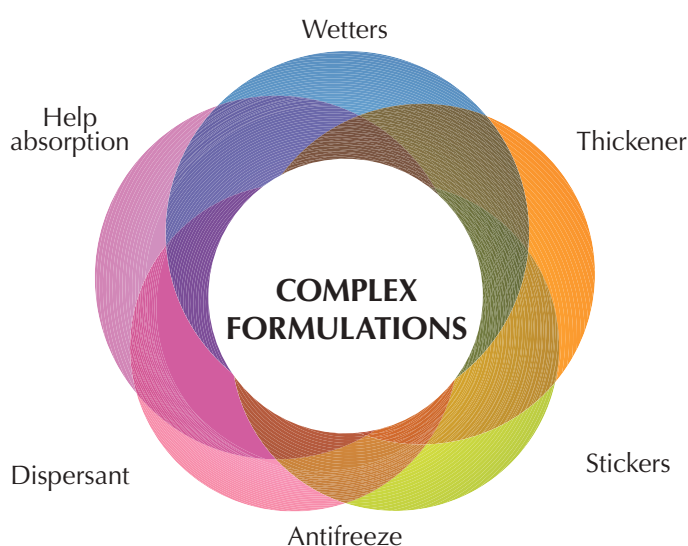 Wetters
Help
absorption
Thickener
COMPLEX
FORMULATIONS
Dispersant
Stickers
Antifreeze